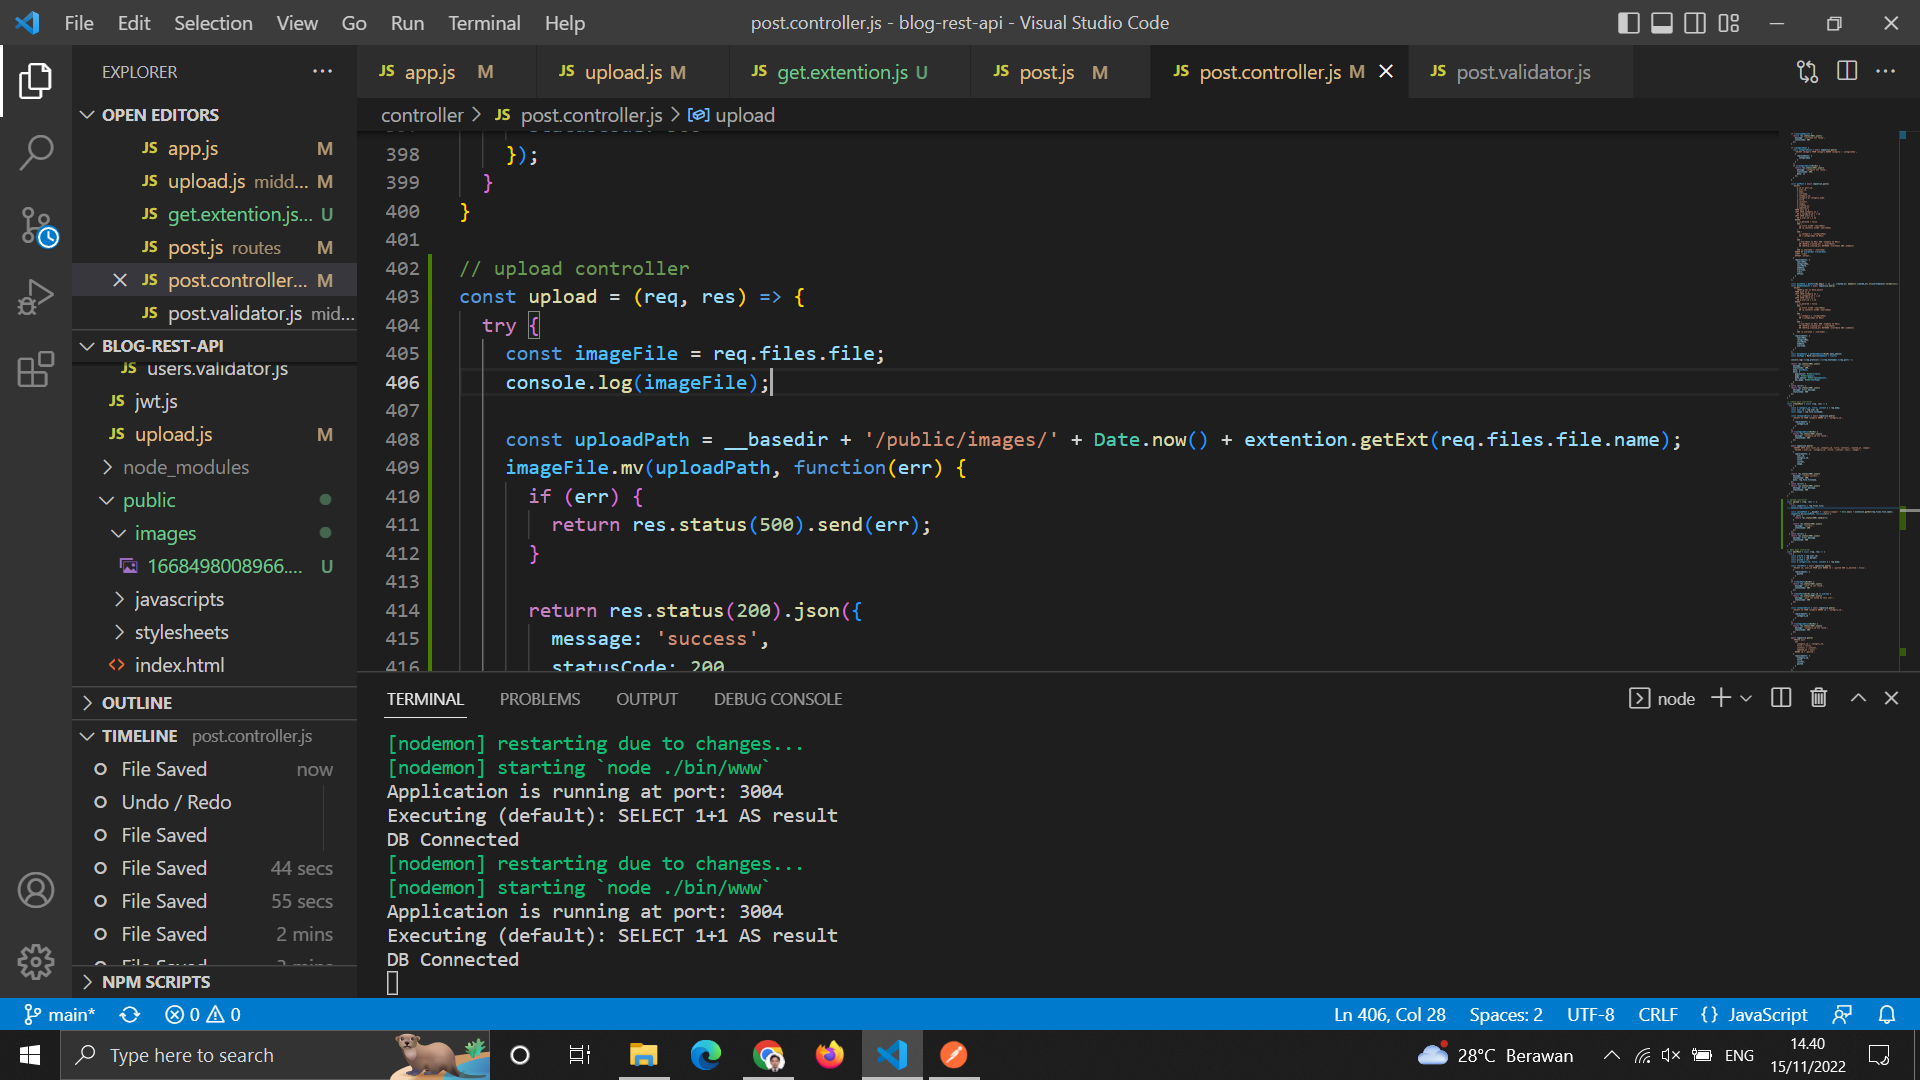 File Edit Selection View Go Run Terminal Help
post.controller.js - blog-rest-api - Visual Studio Code
EXPLORER
OPEN EDITORS
JS app.js M
JS upload.js midd... M
JS get.extention.js... U
JS post.js routes M
JS post.controller... M
JS post.validator.js mid...
BLOG-REST-API
JS users.validator.js
JS jwt.js
JS upload.js M
node_modules
public
images
1668498008966.... U
javascripts
stylesheets
index.html
OUTLINE
TIMELINE post.controller.js
File Saved now
Undo / Redo
File Saved
File Saved 44 secs
File Saved 55 secs
File Saved 2 mins
NPM SCRIPTS
JS app.js M
JS upload.js M
JS get.extention.js U
JS post.js M
JS post.controller.js M
JS post.validator.js
controller > JS post.controller.js > upload
398 });
399 }
400 }
401
402 // upload controller
403 const upload = (req, res) => {
404 try {
405 const imageFile = req.files.file;
406 console.log(imageFile);
407
408 const uploadPath = __basedir + '/public/images/' + Date.now() + extention.getExt(req.files.file.name);
409 imageFile.mv(uploadPath, function(err) {
410 if (err) {
411 return res.status(500).send(err);
412 }
413
414 return res.status(200).json({
415 message: 'success',
416 statusCode: 200
TERMINAL PROBLEMS OUTPUT DEBUG CONSOLE
node
[nodemon] restarting due to changes...
[nodemon] starting `node ./bin/www`
Application is running at port: 3004
Executing (default): SELECT 1+1 AS result
DB Connected
[nodemon] restarting due to changes...
[nodemon] starting `node ./bin/www`
Application is running at port: 3004
Executing (default): SELECT 1+1 AS result
DB Connected
main* 0 0
Ln 406, Col 28 Spaces: 2 UTF-8 CRLF {} JavaScript
Type here to search
28°C Berawan
ENG
14.40
15/11/2022